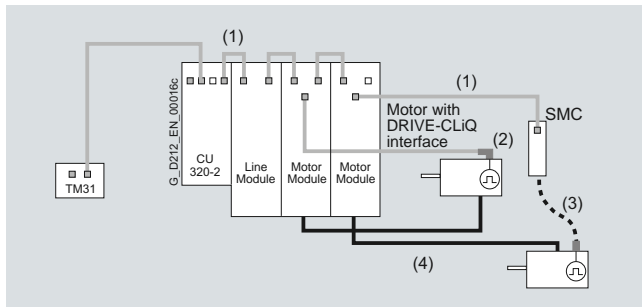 (1)
(1)
G_D212_EN_00016c
Motor with
DRIVE-CLiQ
interface
(2)
SMC
CU
320-2
Line
Module
Motor
Module
Motor
Module
TM31
(3)
(4)